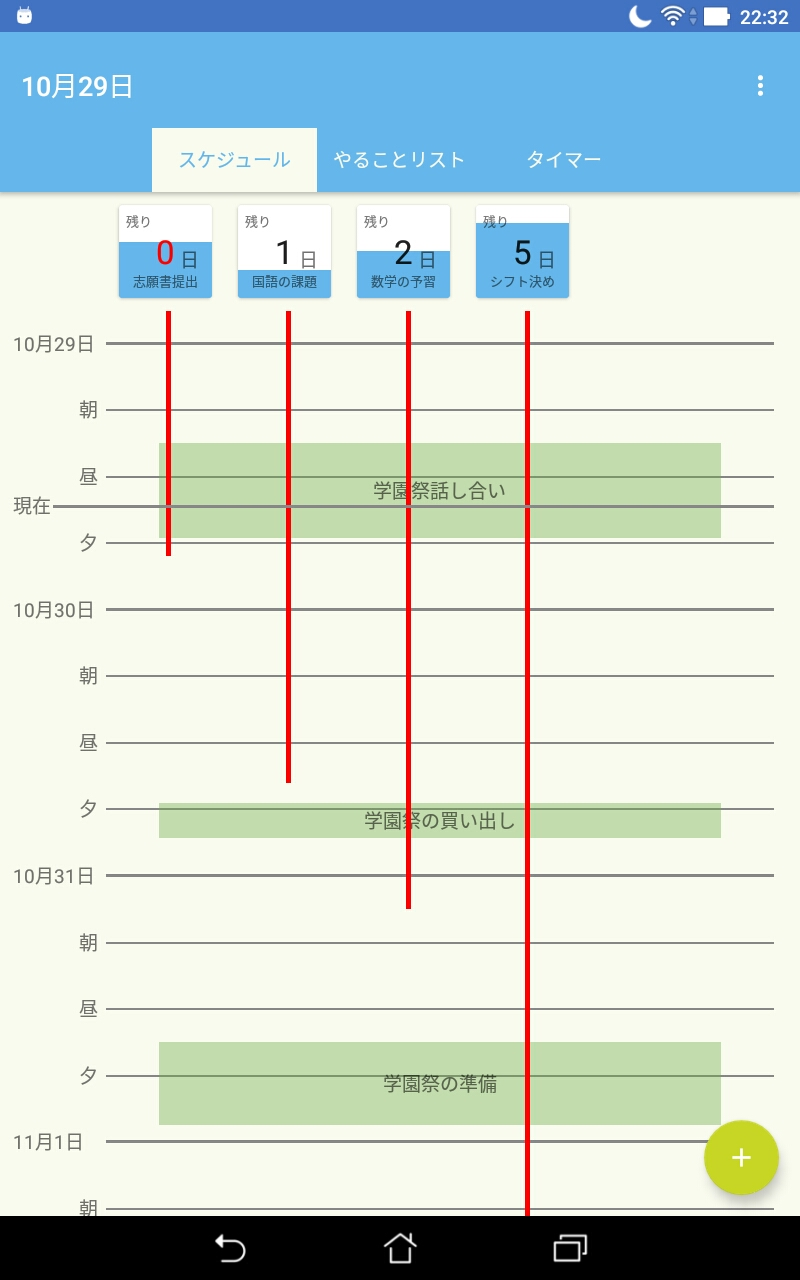 22:32
10月29日
スケジュール やることリスト タイマー
残り 残り 残り 残り
0日 1日 2日 5日
志願書提出 国語の課題 数学の予習 シフト決め
10月29日
朝
昼
学園祭話し合い
現在
夕
10月30日
朝
昼
夕
学園祭の買い出し
10月31日
朝
昼
夕
学園祭の準備
11月1日
+
朝